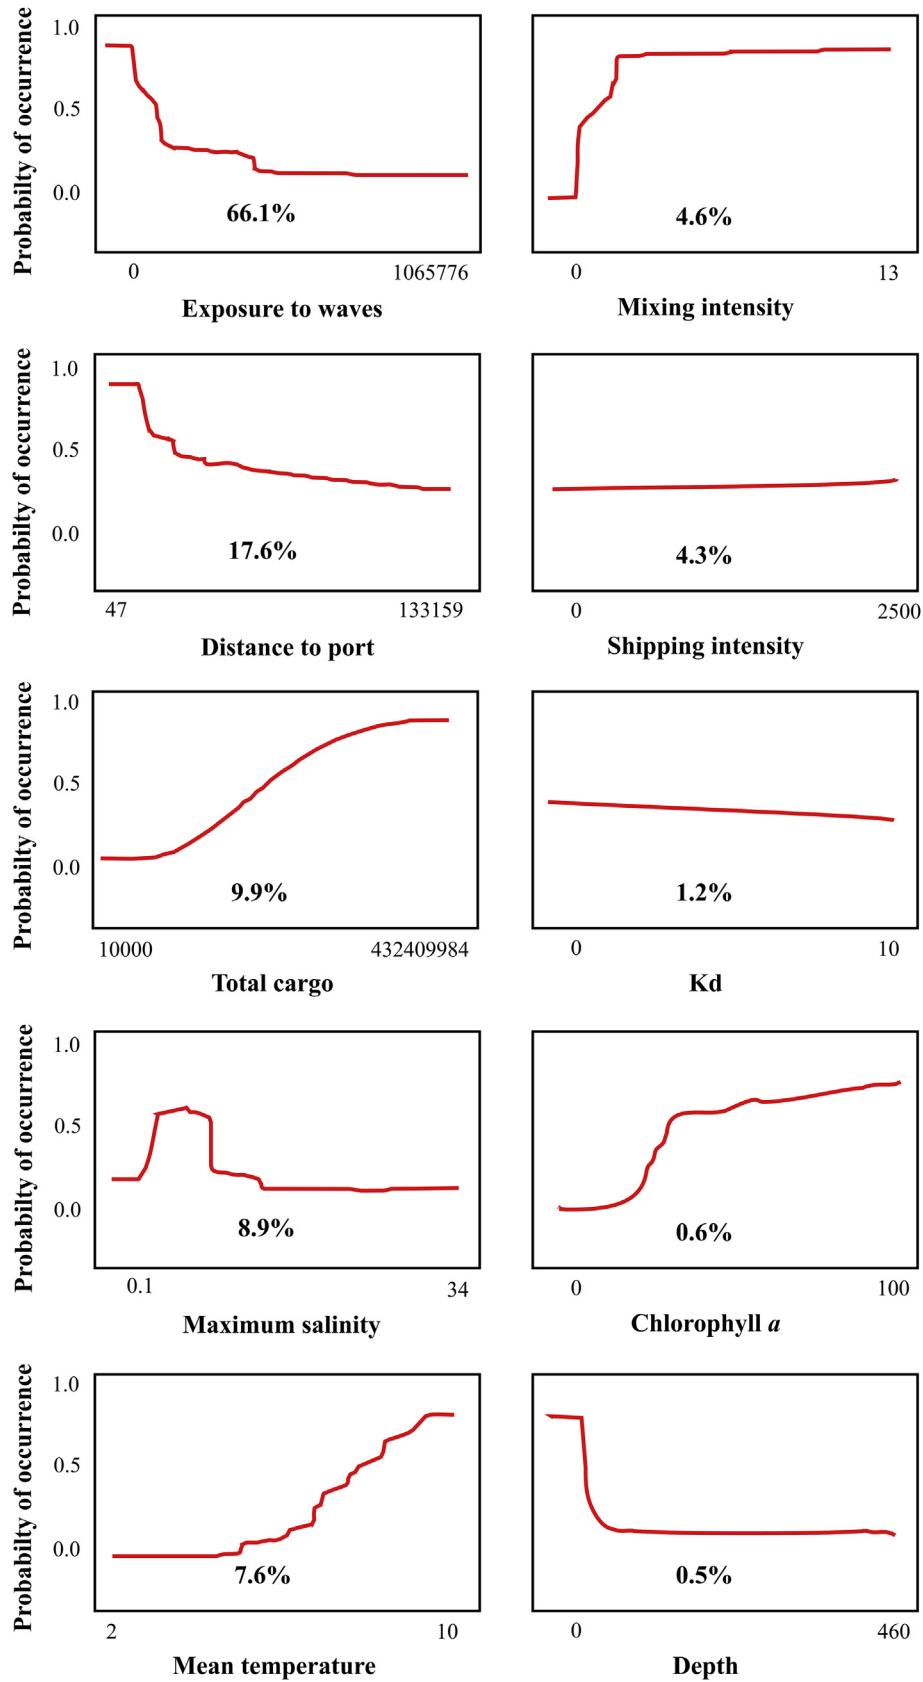 Probabilty of occurrence
1.0
0.5
0.0
66.1%
0 1065776
Exposure to waves
4.6%
0 13
Mixing intensity
Probabilty of occurrence
1.0
0.5
0.0
17.6%
47 133159
Distance to port
4.3%
0 2500
Shipping intensity
Probabilty of occurrence
1.0
0.5
0.0
9.9%
10000 432409984
Total cargo
1.2%
0 10
Kd
Probabilty of occurrence
1.0
0.5
0.0
8.9%
0.1 34
Maximum salinity
0.6%
0 100
Chlorophyll a
Probabilty of occurrence
1.0
0.5
0.0
7.6%
2 10
Mean temperature
0.5%
0 460
Depth